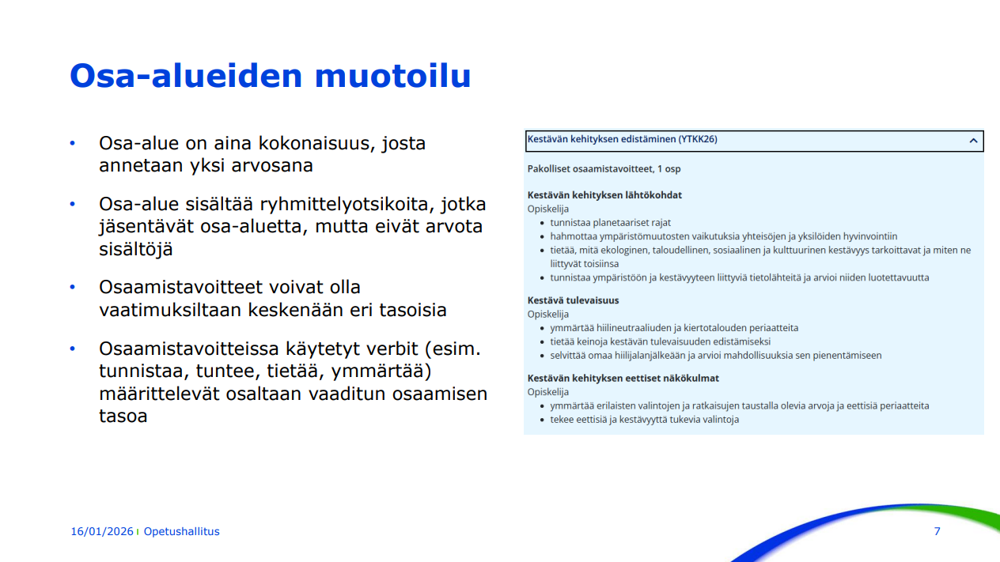 Osa-alueiden muotoilu
• Osa-alue on aina kokonaisuus, josta
annetaan yksi arvosana
• Osa-alue sisältää ryhmittelyotsikoita, jotka
jäsentävät osa-aluetta, mutta eivät arvota
sisältöjä
• Osaamistavoitteet voivat olla
vaatimuksiltaan keskenään eri tasoisia
• Osaamistavoitteissa käytetyt verbit (esim.
tunnistaa, tuntee, tietää, ymmärtää)
määrittelevät osaltaan vaaditun osaamisen
tasoa
Kestävän kehityksen edistäminen (YTKK26)
Pakolliset osaamistavoitteet, 1 osp
Kestävän kehityksen lähtökohdat
Opiskelija
• tunnistaa planetaariset rajat
• hahmottaa ympäristömuutosten vaikutuksia yhteisöjen ja yksilöiden hyvinvointiin
• tietää, mitä ekologinen, taloudellinen, sosiaalinen ja kulttuurinen kestävyys tarkoittavat ja miten ne
liittyvät toisiinsa
• tunnistaa ympäristöön ja kestävyyteen liittyviä tietolähteitä ja arvioi niiden luotettavuutta
Kestävä tulevaisuus
Opiskelija
• ymmärtää hiilineutraaliuden ja kiertotalouden periaatteita
• tietää keinoja kestävän tulevaisuuden edistämiseksi
• selvittää omaa hiilijalanjälkeään ja arvioi mahdollisuuksia sen pienentämiseen
Kestävän kehityksen eettiset näkökulmat
Opiskelija
• ymmärtää erilaisten valintojen ja ratkaisujen taustalla olevia arvoja ja eettisiä periaatteita
• tekee eettisiä ja kestävyyttä tukevia valintoja
16/01/2026 Opetushallitus
7